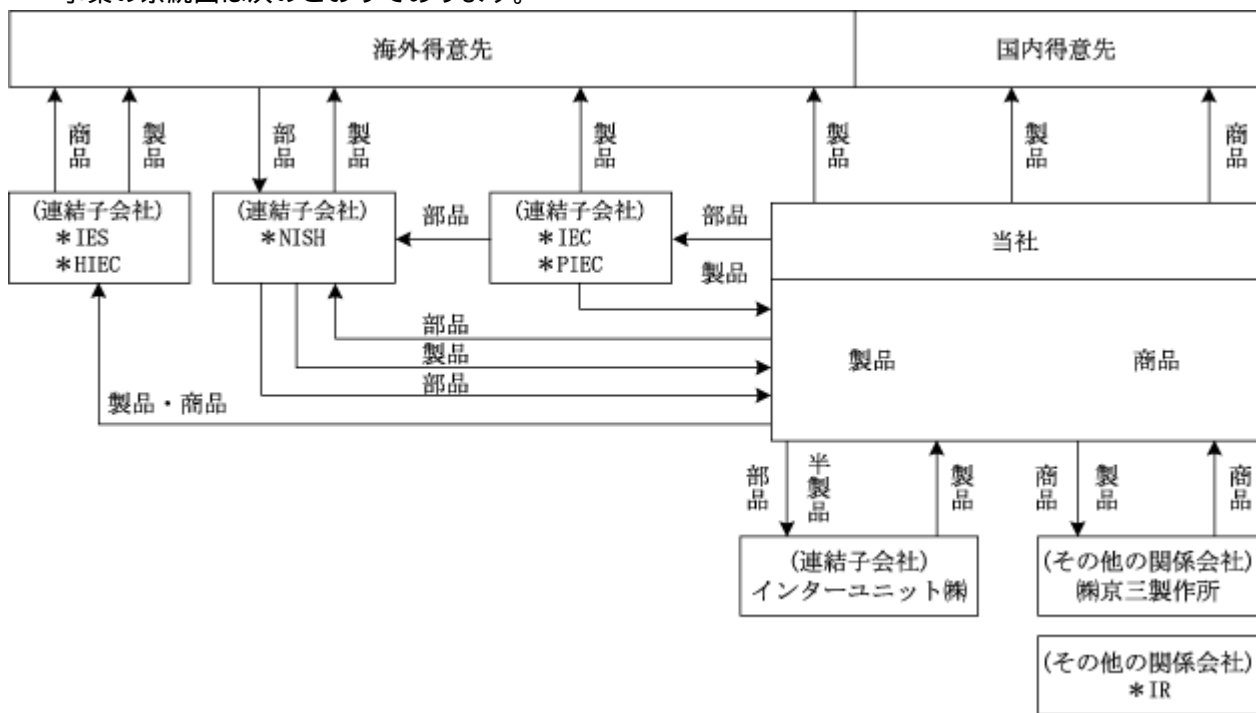 事業の系統図は次のとおりであります。
海外得意先
国内得意先
商品
製品
部品
製品
製品
製品
製品
商品
(連結子会社)
＊IES
＊HIEC
(連結子会社)
＊NISH
部品
(連結子会社)
＊IEC
＊PIEC
部品
当社
製品
部品
製品
部品
製品・商品
製品
商品
部品
半製品
製品
商品
製品
商品
(連結子会社)
インターユニット㈱
(その他の関係会社)
㈱京三製作所
(その他の関係会社)
＊IR